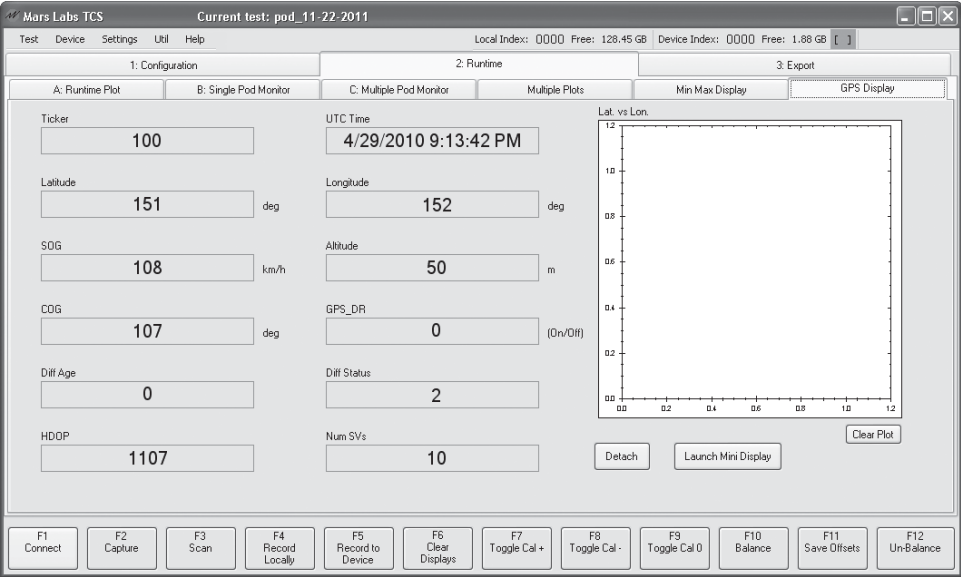 Mars Labs TCS Current test: pod_11-22-2011
Test Device Settings Util Help Local Index: 0000 Free: 128.45 GB Device Index: 0000 Free: 1.88 GB [ ]
1: Configuration 2: Runtime 3: Export
A: Runtime Plot B: Single Pod Monitor C: Multiple Pod Monitor Multiple Plots Min Max Display GPS Display
Ticker UTC Time Lat. vs Lon.
100 4/29/2010 9:13:42 PM
Latitude Longitude
151 deg 152 deg
SOG Altitude
108 km/h 50 m
COG GPS_DR
107 deg 0 (On/Off)
Diff Age Diff Status
0 2
HDOP Num SVs
1107 10
1.2
1.0
0.8
0.6
0.4
0.2
0.0
0.0 0.2 0.4 0.6 0.8 1.0 1.2
Clear Plot
Detach Launch Mini Display
F1 F2 F3 F4 F5 F6 F7 F8 F9 F10 F11 F12
Connect Capture Scan Record Record to Clear Toggle Cal + Toggle Cal - Toggle Cal 0 Balance Save Offsets Un-Balance
Locally Device Displays